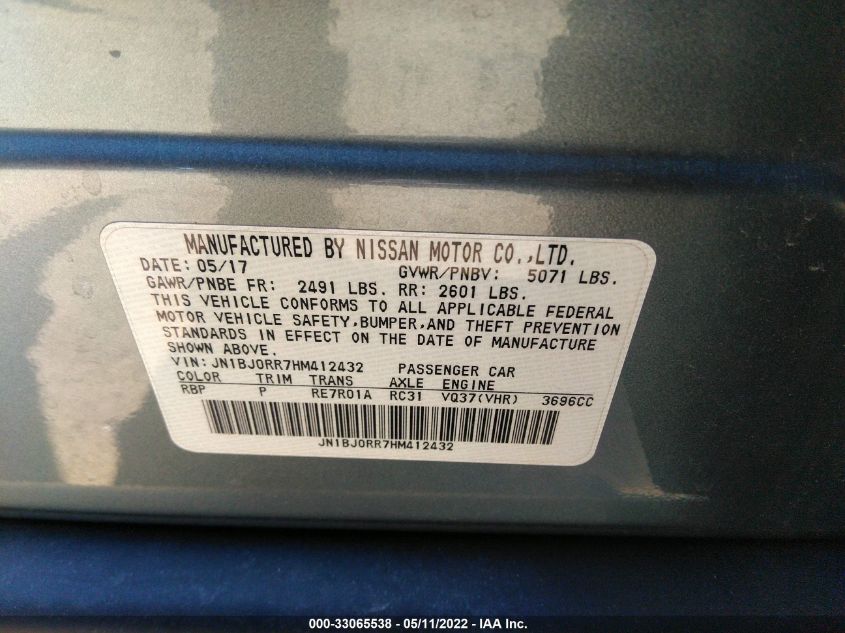 MANUFACTURED BY NISSAN MOTOR CO.,LTD.
DATE: 05/17 GVWR/PNBV: 5071 LBS.
GAWR/PNBE FR: 2491 LBS. RR: 2601 LBS.
THIS VEHICLE CONFORMS TO ALL APPLICABLE FEDERAL
MOTOR VEHICLE SAFETY,BUMPER,AND THEFT PREVENTION
STANDARDS IN EFFECT ON THE DATE OF MANUFACTURE
SHOWN ABOVE.
VIN: JN1BJ0RR7HM412432 PASSENGER CAR
COLOR TRIM TRANS AXLE ENGINE
RBP P RE7R01A RC31 VQ37(VHR) 3696CC
JN1BJ0RR7HM412432
000-33065538 - 05/11/2022 - IAA Inc.